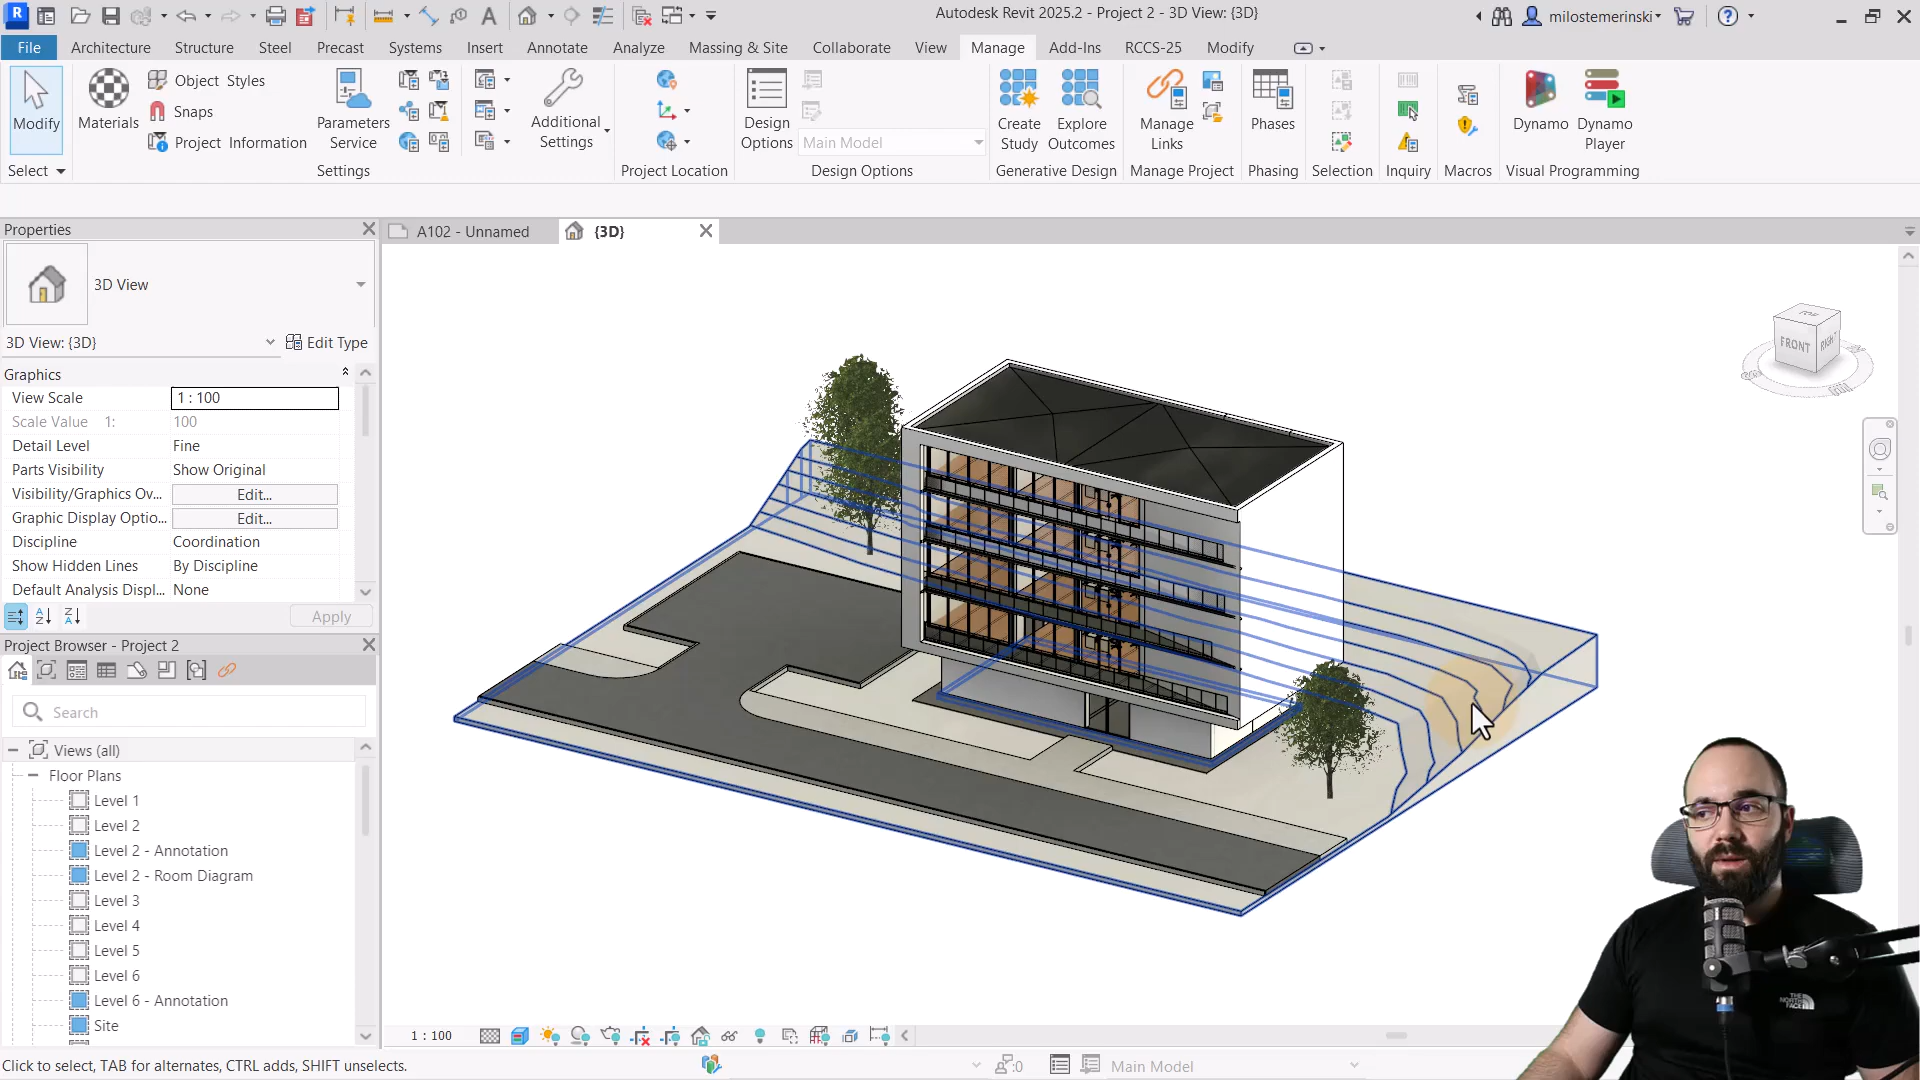 Autodesk Revit 2025.2 - Project 2 - 3D View: {3D}
milostemerinski
File
Architecture
Structure
Steel
Precast
Systems
Insert
Annotate
Analyze
Massing & Site
Collaborate
View
Manage
Add-Ins
RCCS-25
Modify
Modify
Materials
Object Styles
Snaps
Project Information
Parameters
Service
Additional
Settings
Design
Options
Main Model
Create
Study
Explore
Outcomes
Manage
Links
Phases
Dynamo
Dynamo
Player
Select
Settings
Project Location
Design Options
Generative Design
Manage Project
Phasing
Selection
Inquiry
Macros
Visual Programming
Properties
A102 - Unnamed
{3D}
3D View
3D View: {3D}
Edit Type
Graphics
View Scale
1 : 100
Scale Value 1:
100
Detail Level
Fine
Parts Visibility
Show Original
Visibility/Graphics Ov...
Edit...
Graphic Display Optio...
Edit...
Discipline
Coordination
Show Hidden Lines
By Discipline
Default Analysis Displ...
None
Apply
Project Browser - Project 2
Search
Views (all)
Floor Plans
Level 1
Level 2
Level 2 - Annotation
Level 2 - Room Diagram
Level 3
Level 4
Level 5
Level 6
Level 6 - Annotation
Site
TOP
FRONT
RIGHT
THE
NORTH
FACE
1 : 100
Click to select, TAB for alternates, CTRL adds, SHIFT unselects.
:0
Main Model